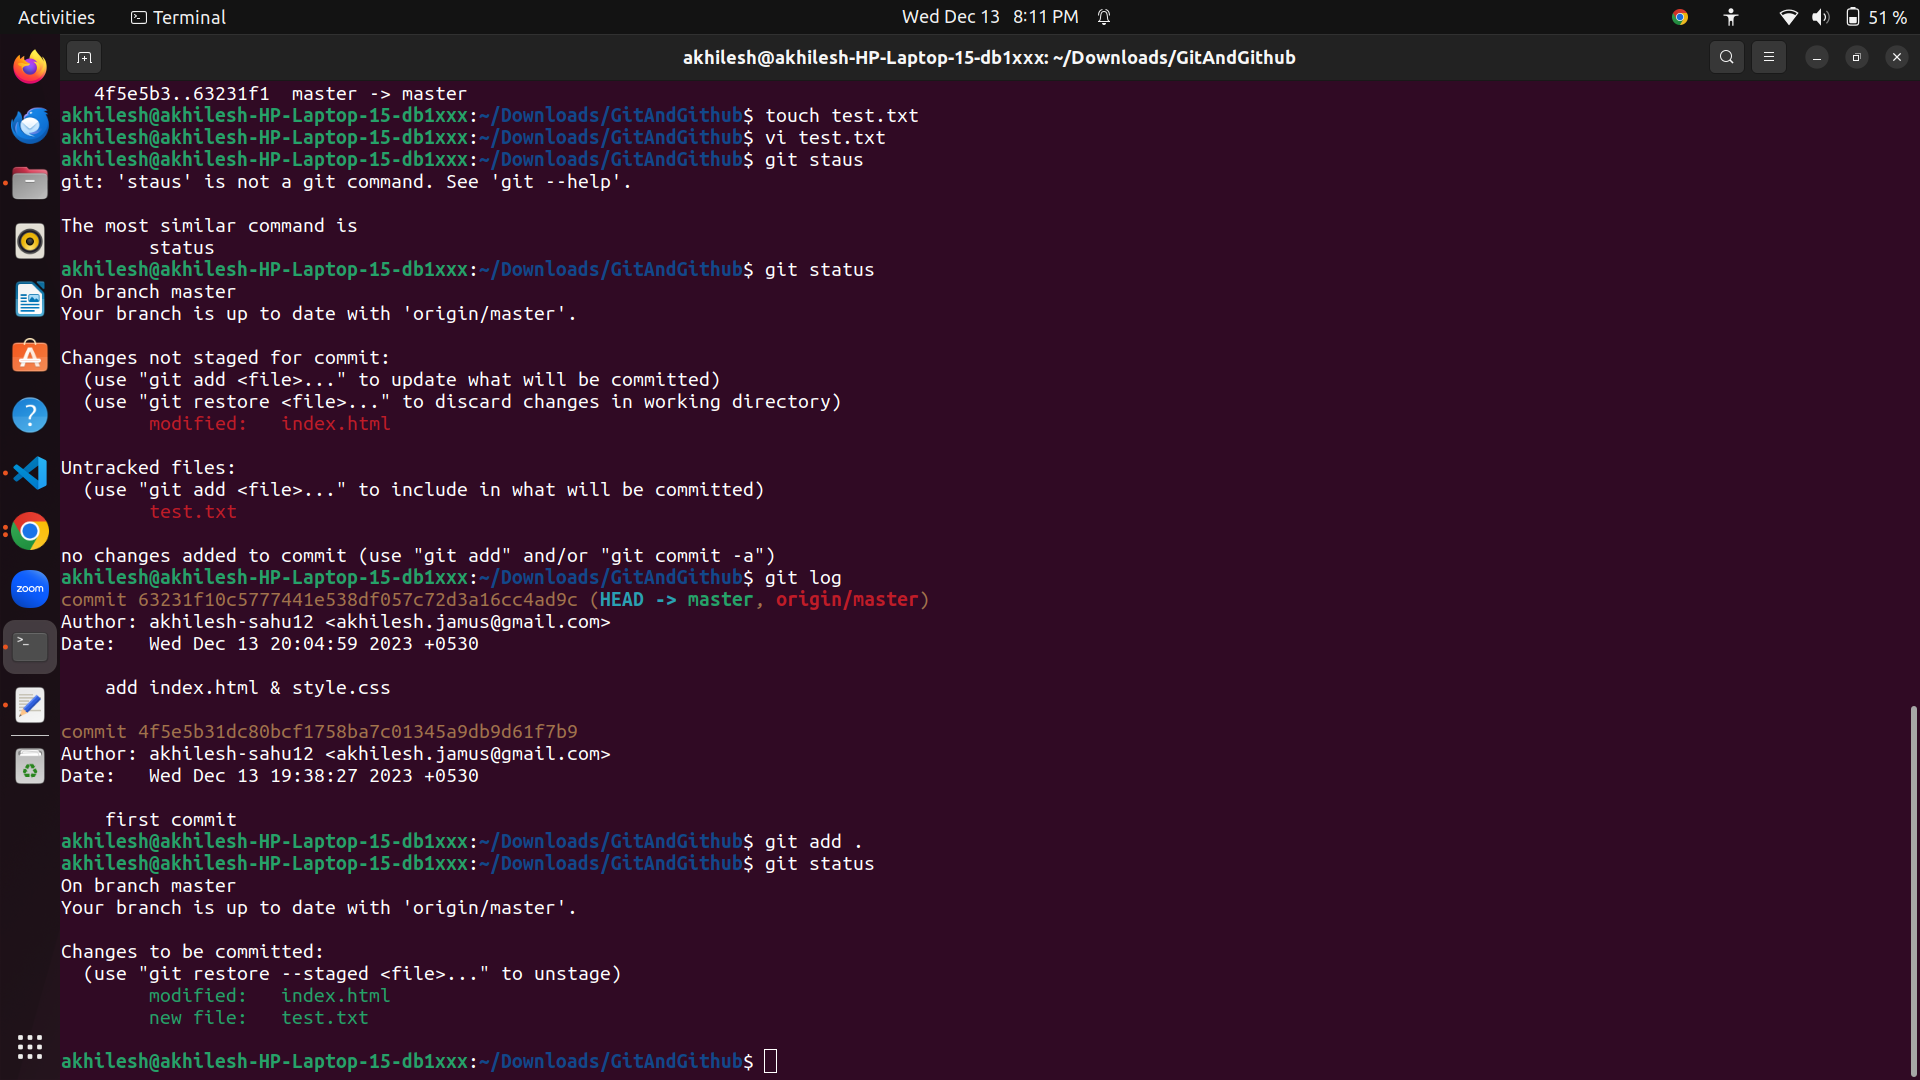 Activities Terminal Wed Dec 13 8:11 PM 51 %
akhilesh@akhilesh-HP-Laptop-15-db1xxx: ~/Downloads/GitAndGithub
4f5e5b3..63231f1 master -> master
akhilesh@akhilesh-HP-Laptop-15-db1xxx:~/Downloads/GitAndGithub$ touch test.txt
akhilesh@akhilesh-HP-Laptop-15-db1xxx:~/Downloads/GitAndGithub$ vi test.txt
akhilesh@akhilesh-HP-Laptop-15-db1xxx:~/Downloads/GitAndGithub$ git staus
git: 'staus' is not a git command. See 'git --help'.
The most similar command is
status
akhilesh@akhilesh-HP-Laptop-15-db1xxx:~/Downloads/GitAndGithub$ git status
On branch master
Your branch is up to date with 'origin/master'.
Changes not staged for commit:
(use "git add <file>..." to update what will be committed)
(use "git restore <file>..." to discard changes in working directory)
modified: index.html
Untracked files:
(use "git add <file>..." to include in what will be committed)
test.txt
no changes added to commit (use "git add" and/or "git commit -a")
akhilesh@akhilesh-HP-Laptop-15-db1xxx:~/Downloads/GitAndGithub$ git log
commit 63231f10c5777441e538df057c72d3a16cc4ad9c (HEAD -> master, origin/master)
Author: akhilesh-sahu12 <akhilesh.jamus@gmail.com>
Date: Wed Dec 13 20:04:59 2023 +0530
add index.html & style.css
commit 4f5e5b31dc80bcf1758ba7c01345a9db9d61f7b9
Author: akhilesh-sahu12 <akhilesh.jamus@gmail.com>
Date: Wed Dec 13 19:38:27 2023 +0530
first commit
akhilesh@akhilesh-HP-Laptop-15-db1xxx:~/Downloads/GitAndGithub$ git add .
akhilesh@akhilesh-HP-Laptop-15-db1xxx:~/Downloads/GitAndGithub$ git status
On branch master
Your branch is up to date with 'origin/master'.
Changes to be committed:
(use "git restore --staged <file>..." to unstage)
modified: index.html
new file: test.txt
akhilesh@akhilesh-HP-Laptop-15-db1xxx:~/Downloads/GitAndGithub$
zoom